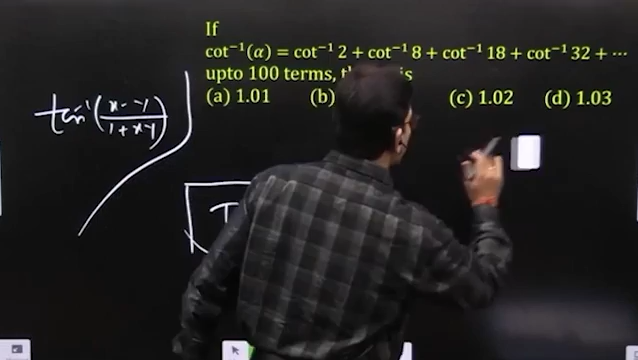 If
cot⁻¹(α) = cot⁻¹ 2 + cot⁻¹ 8 + cot⁻¹ 18 + cot⁻¹ 32 + ⋯
upto 100 terms,
(a) 1.01 (b) (c) 1.02 (d) 1.03
tan⁻¹(x-y/1+xy)
T